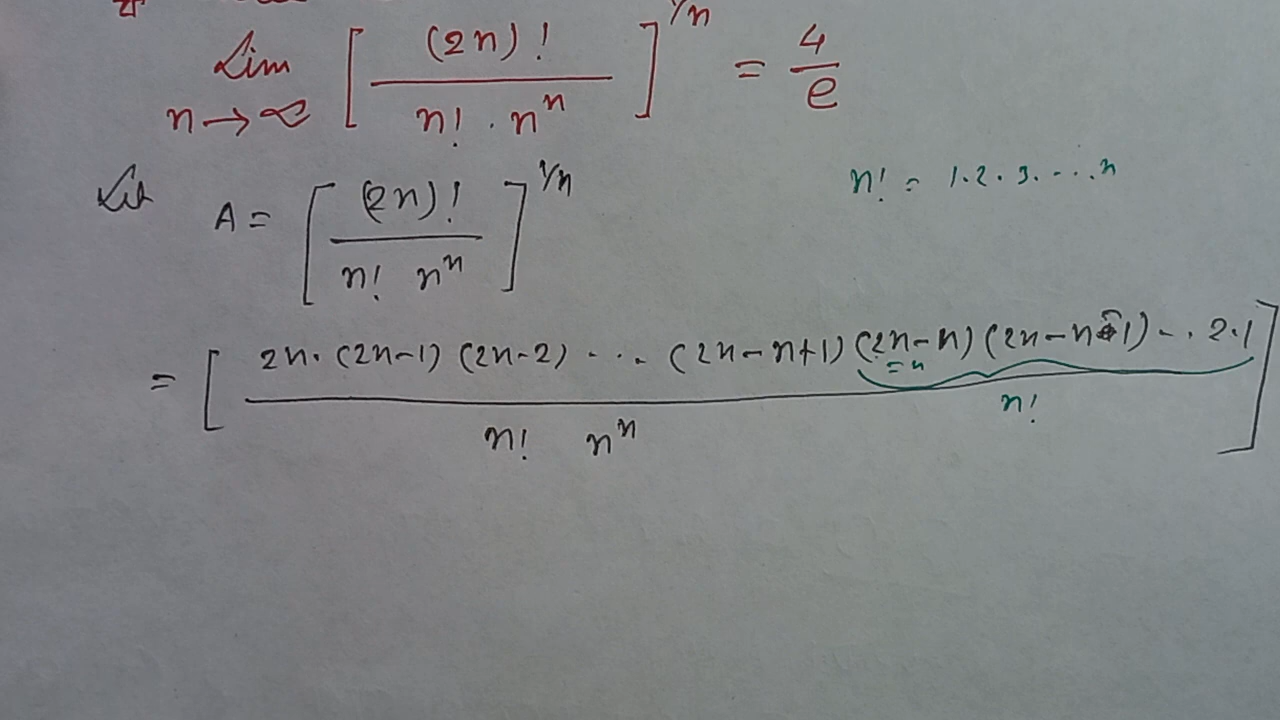 Lim n→∞ [ (2n)! / n! . n^n ]^1/n = 4/e
n! = 1.2.3. ... n
Let A = [ (2n)! / n! n^n ]^1/n
= [ 2n. (2n-1) (2n-2) ... (2n-n+1) (2n-n) (2n-n-1) -.. 2.1 / n! n^n ]
= n
n!